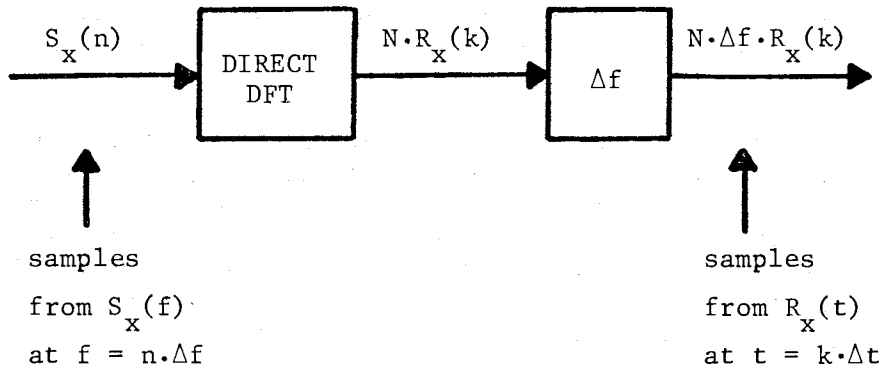 S_x(n)
DIRECT
DFT
N·R_x(k)
Δf
N·Δf·R_x(k)
samples
from S_x(f)
at f = n·Δf
samples
from R_x(t)
at t = k·Δt